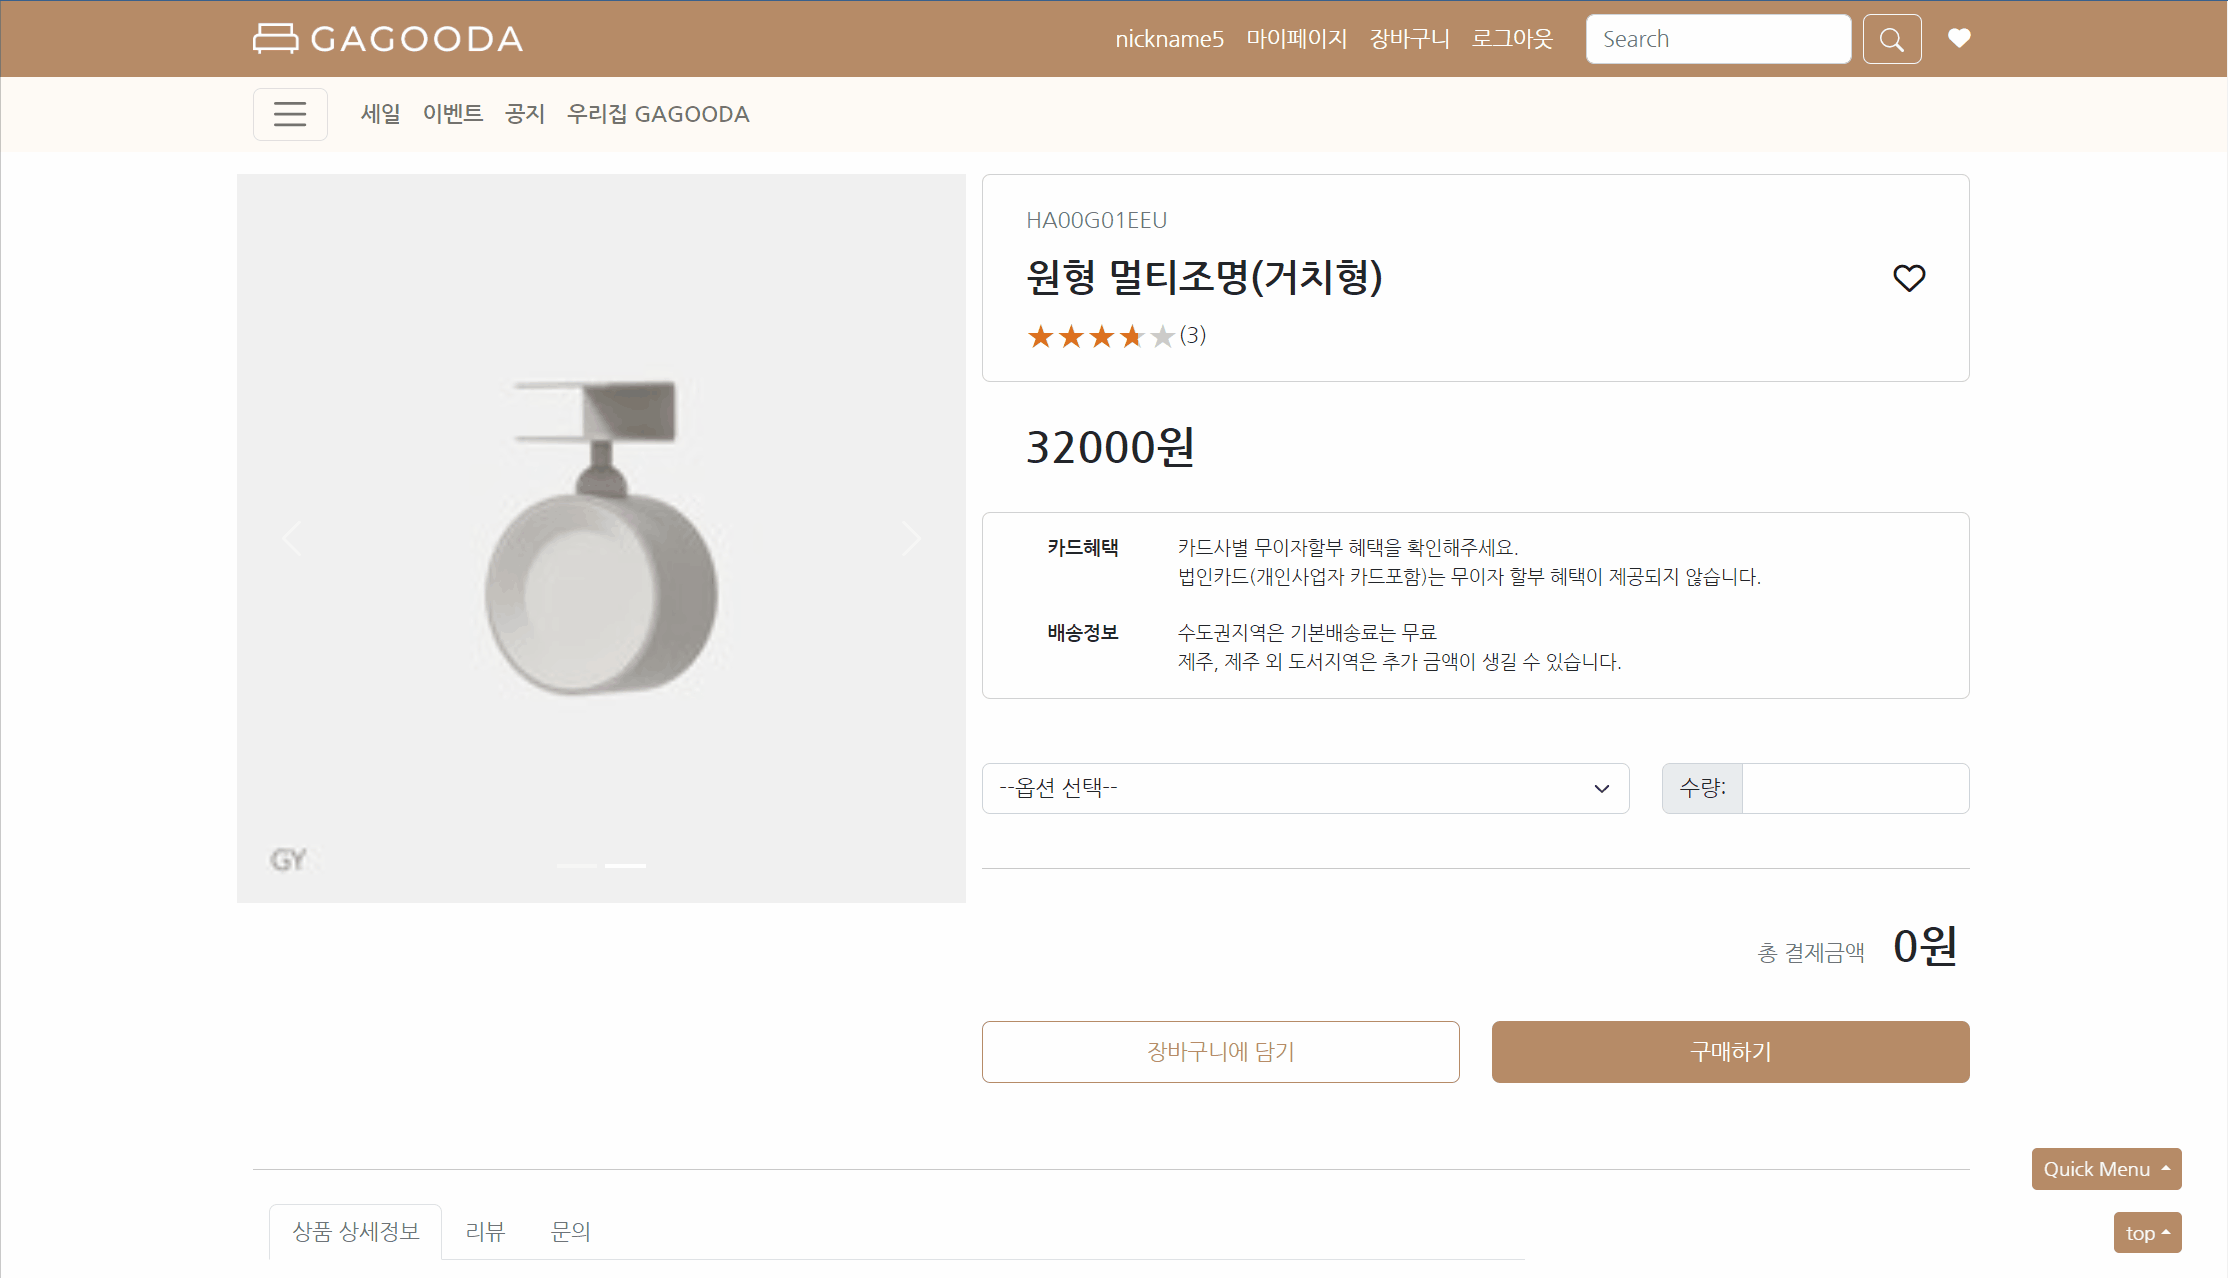 GAGOODA
nickname5 마이페이지 장바구니 로그아웃 Search
세일 이벤트 공지 우리집 GAGOODA
HA00G01EEU
원형 멀티조명(거치형)
(3)
32000원
카드혜택 카드사별 무이자할부 혜택을 확인해주세요.
법인카드(개인사업자 카드포함)는 무이자 할부 혜택이 제공되지 않습니다.
배송정보 수도권지역은 기본배송료는 무료
제주, 제주 외 도서지역은 추가 금액이 생길 수 있습니다.
--옵션 선택-- 수량:
GY
총 결제금액 0원
장바구니에 담기 구매하기
Quick Menu
상품 상세정보 리뷰 문의
top